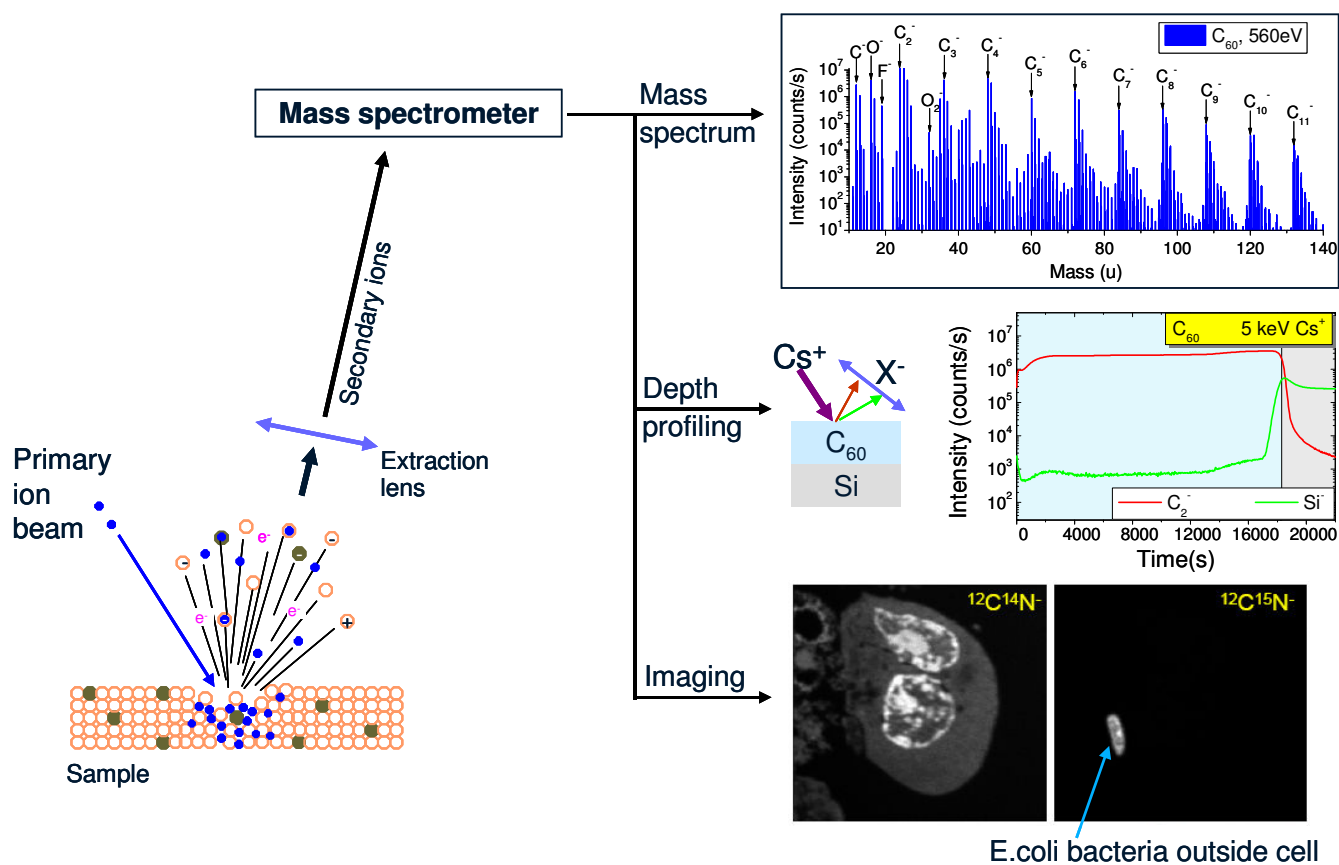 Mass spectrometer
Secondary ions
Extraction
lens
Primary
ion
beam
e⁻
e⁻
e⁻
-
-
-
-
+
Sample
Mass
spectrum
C₆₀, 560eV
C⁻
O⁻
F⁻
C₂⁻
O₂⁻
C₃⁻
C₄⁻
C₅⁻
C₆⁻
C₇⁻
C₈⁻
C₉⁻
C₁₀⁻
C₁₁⁻
Intensity (counts/s)
10⁷
10⁶
10⁵
10⁴
10³
10²
10¹
20 40 60 80 100 120 140
Mass (u)
Depth
profiling
Cs⁺
X⁻
C₆₀
Si
C₆₀ 5 keV Cs⁺
Intensity (counts/s)
10⁷
10⁶
10⁵
10⁴
10³
10²
C₂⁻ Si⁻
0 4000 8000 12000 16000 20000
Time(s)
Imaging
¹²C¹⁴N-
¹²C¹⁵N-
E.coli bacteria outside cell